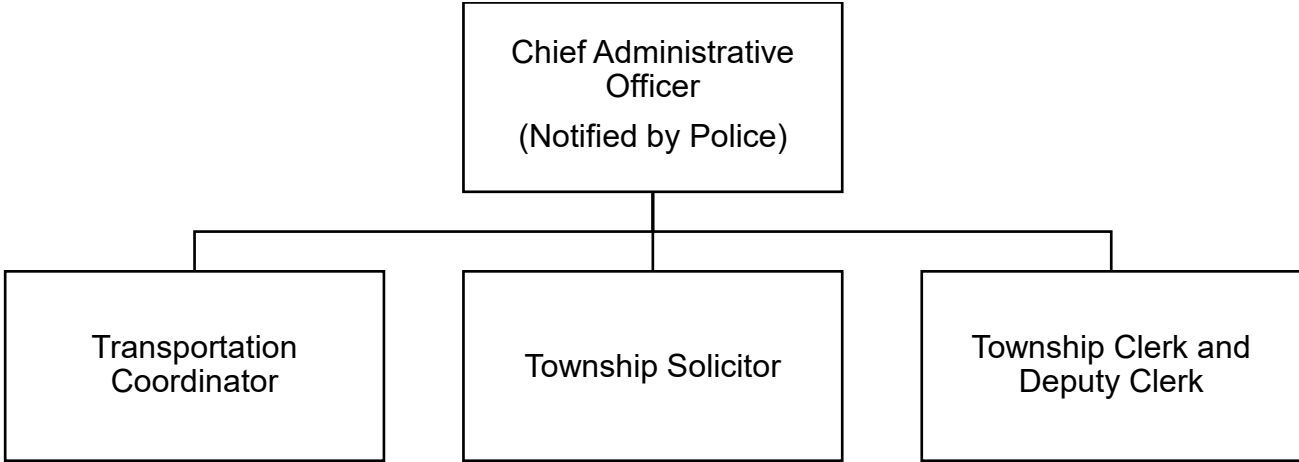 Chief Administrative
Officer
(Notified by Police)
Transportation
Coordinator
Township Solicitor
Township Clerk and
Deputy Clerk